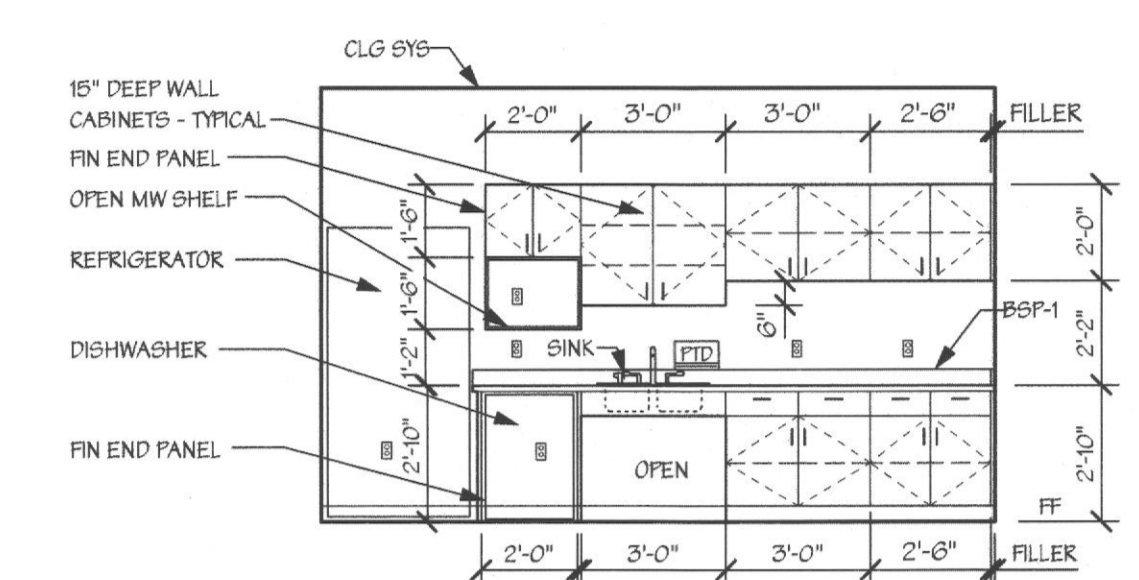 CLG SYS
15" DEEP WALL
CABINETS - TYPICAL
2'-0" 3'-0" 3'-0" 2'-6" FILLER
FIN END PANEL
OPEN MW SHELF
1'-6"
2'-0"
REFRIGERATOR
1'-6"
6"
BSP-1
DISHWASHER
1'-2"
SINK
PTD
2'-2"
FIN END PANEL
2'-10"
OPEN
2'-10"
FF
2'-0" 3'-0" 3'-0" 2'-6" FILLER